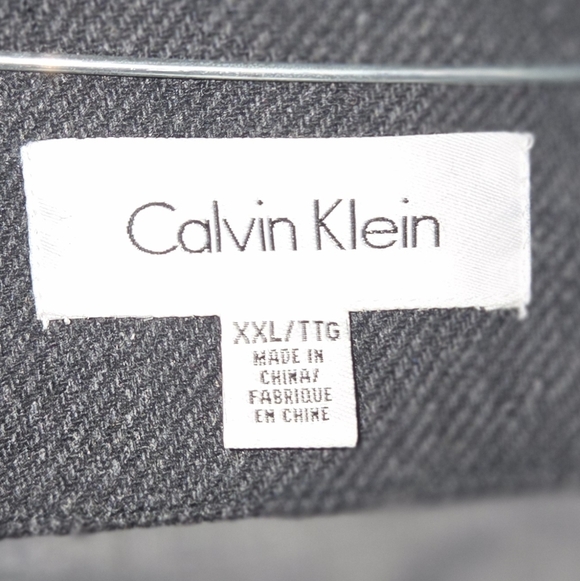 Calvin Klein
XXL/TTG
MADE IN
CHINA/
FABRIQUE
EN CHINE